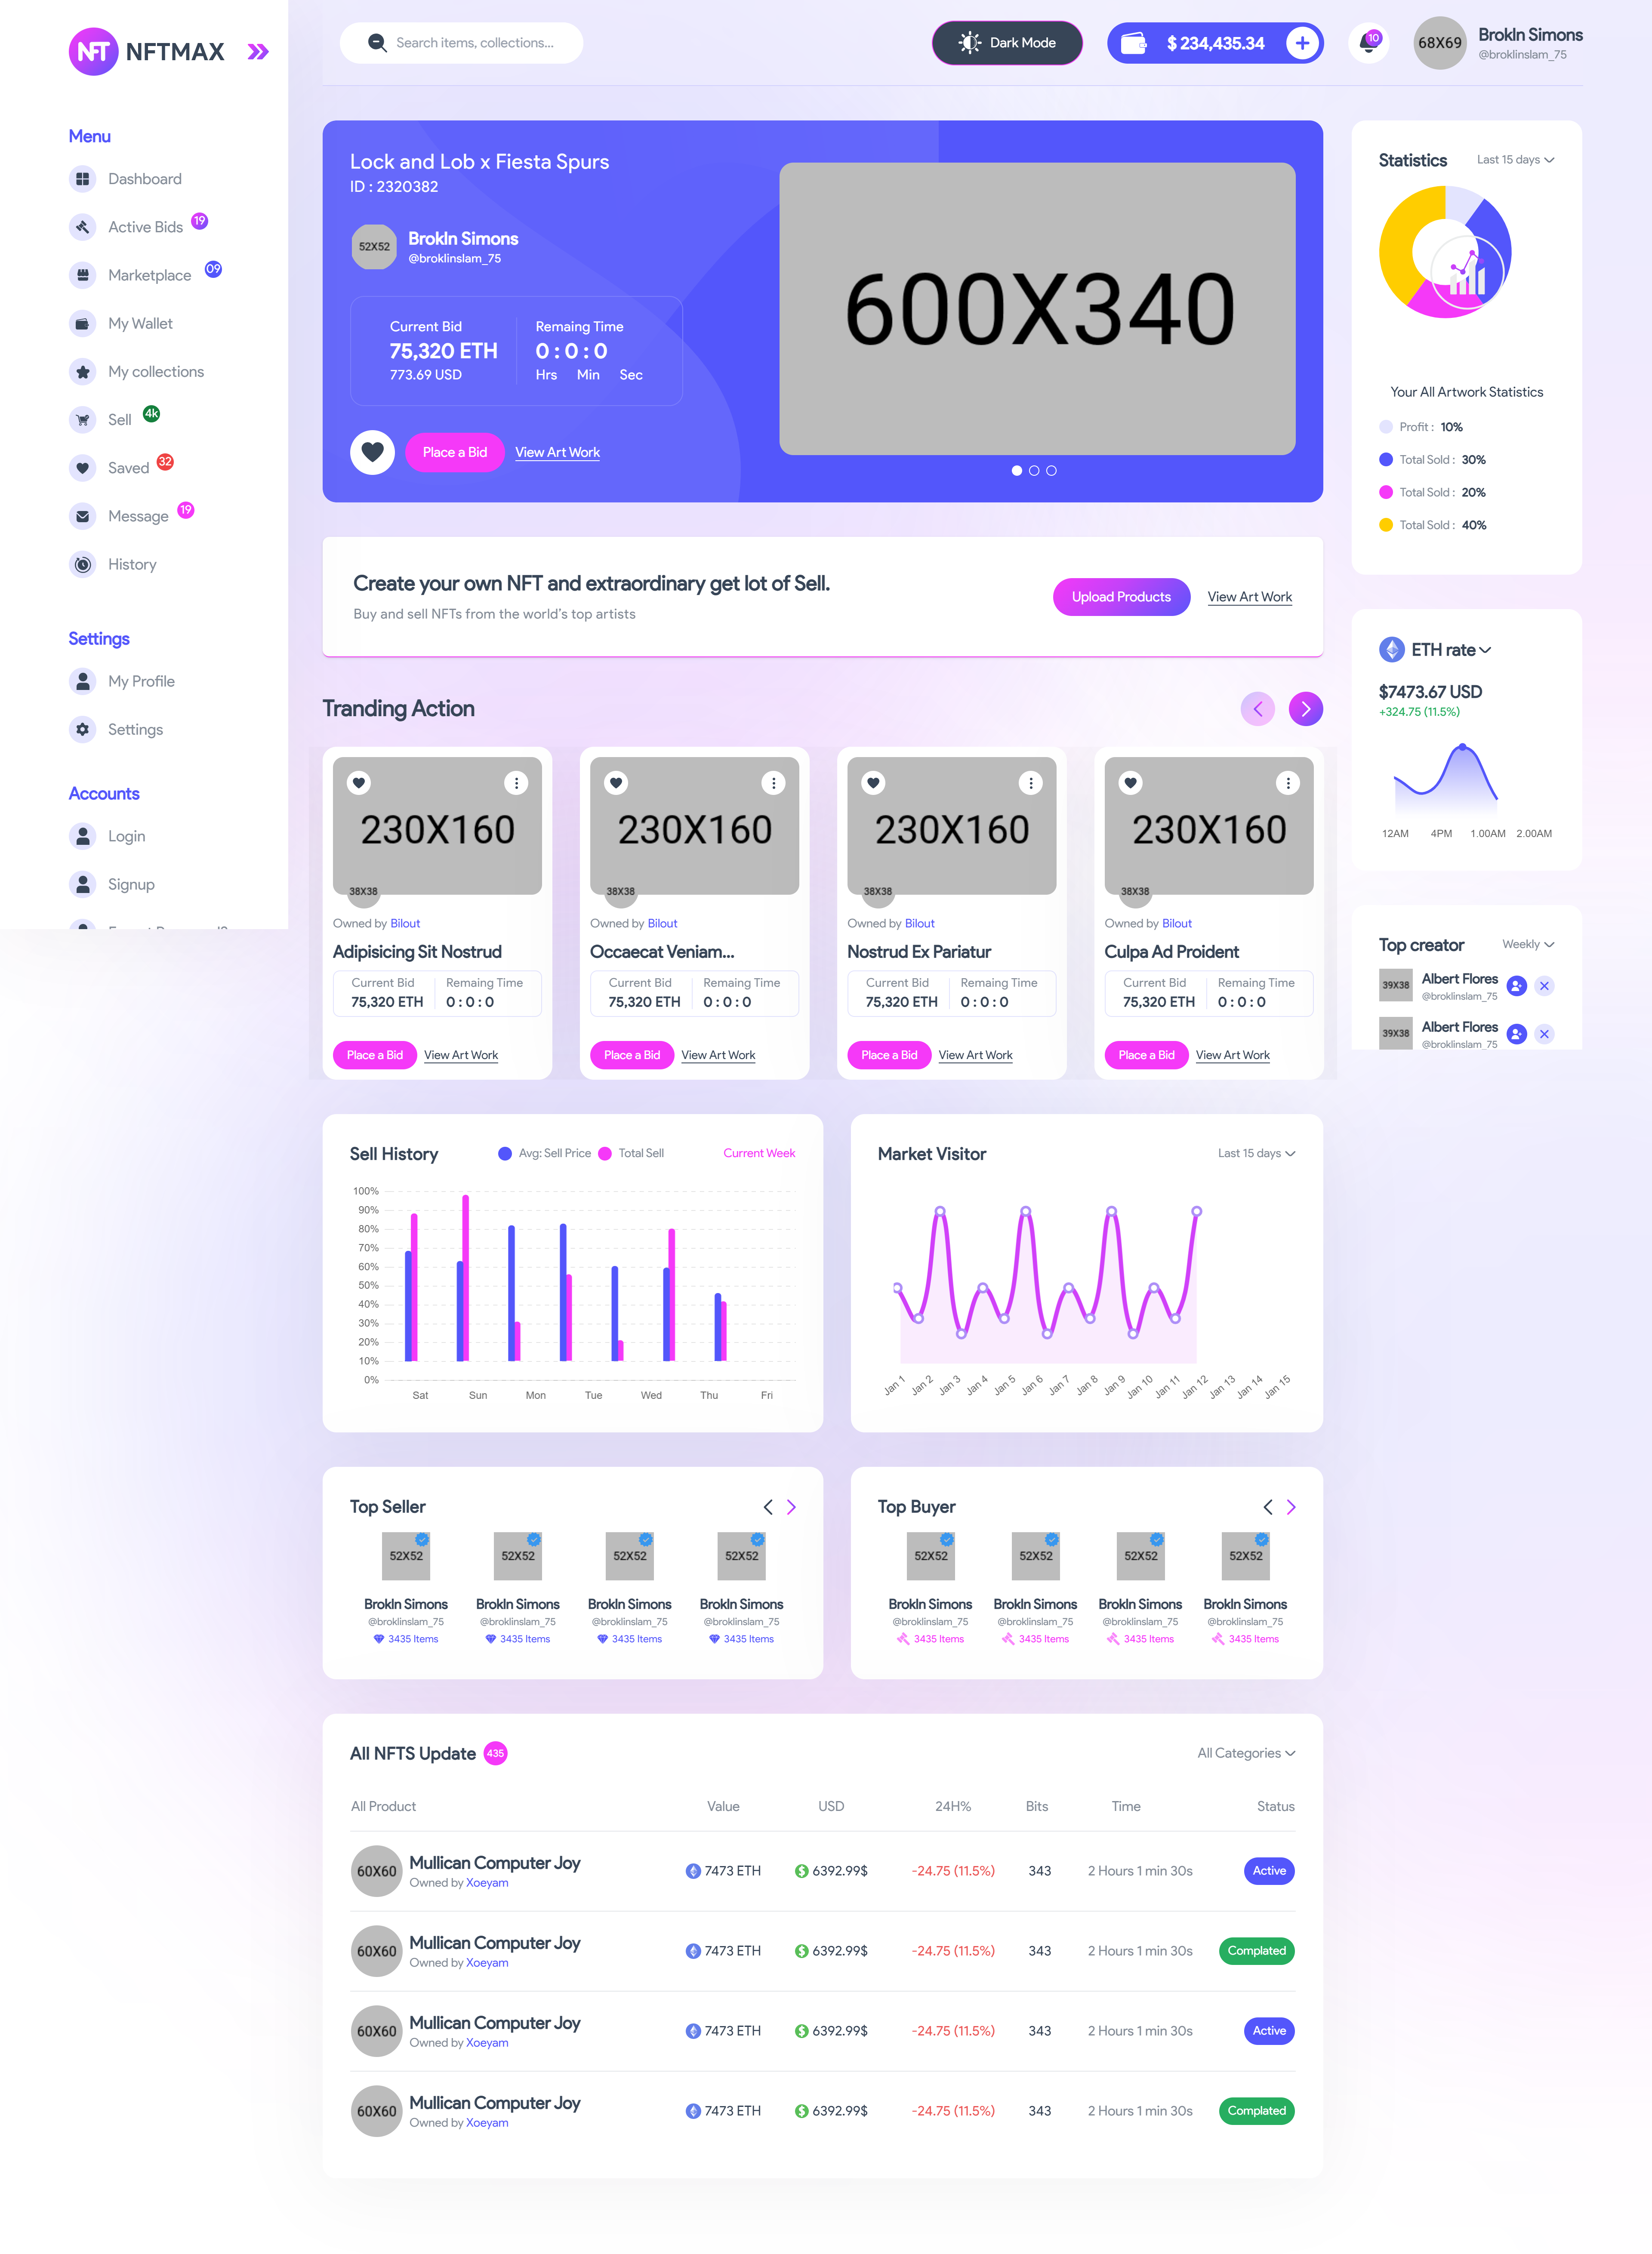 NFT NFTMAX
Search items, collections...
Dark Mode
$ 234,435.34
10
68X69
Brokln Simons
@broklinslam_75
Menu
Dashboard
Active Bids 19
Marketplace 09
My Wallet
My collections
Sell 4k
Saved 32
Message 19
History
Settings
My Profile
Settings
Accounts
Login
Signup
Lock and Lob x Fiesta Spurs
ID : 2320382
52X52
Brokln Simons
@broklinslam_75
Current Bid
75,320 ETH
773.69 USD
Remaing Time
0 : 0 : 0
Hrs Min Sec
Place a Bid
View Art Work
600X340
Create your own NFT and extraordinary get lot of Sell.
Buy and sell NFTs from the world's top artists
Upload Products
View Art Work
Tranding Action
230X160
38X38
Owned by Bilout
Adipisicing Sit Nostrud
Current Bid
75,320 ETH
Remaing Time
0 : 0 : 0
Place a Bid
View Art Work
230X160
38X38
Owned by Bilout
Occaecat Veniam...
Current Bid
75,320 ETH
Remaing Time
0 : 0 : 0
Place a Bid
View Art Work
230X160
38X38
Owned by Bilout
Nostrud Ex Pariatur
Current Bid
75,320 ETH
Remaing Time
0 : 0 : 0
Place a Bid
View Art Work
230X160
38X38
Owned by Bilout
Culpa Ad Proident
Current Bid
75,320 ETH
Remaing Time
0 : 0 : 0
Place a Bid
View Art Work
Statistics
Last 15 days
Your All Artwork Statistics
Profit : 10%
Total Sold : 30%
Total Sold : 20%
Total Sold : 40%
ETH rate
$7473.67 USD
+324.75 (11.5%)
12AM 4PM 1.00AM 2.00AM
Top creator
Weekly
39X38
Albert Flores
@broklinslam_75
39X38
Albert Flores
@broklinslam_75
Sell History
Avg: Sell Price
Total Sell
Current Week
100%
90%
80%
70%
60%
50%
40%
30%
20%
10%
0%
Sat Sun Mon Tue Wed Thu Fri
Market Visitor
Last 15 days
Jan 1 Jan 2 Jan 3 Jan 4 Jan 5 Jan 6 Jan 7 Jan 8 Jan 9 Jan 10 Jan 11 Jan 12 Jan 13 Jan 14 Jan 15
Top Seller
52X52 52X52 52X52 52X52
Brokln Simons Brokln Simons Brokln Simons Brokln Simons
@broklinslam_75 @broklinslam_75 @broklinslam_75 @broklinslam_75
3435 Items 3435 Items 3435 Items 3435 Items
Top Buyer
52X52 52X52 52X52 52X52
Brokln Simons Brokln Simons Brokln Simons Brokln Simons
@broklinslam_75 @broklinslam_75 @broklinslam_75 @broklinslam_75
3435 Items 3435 Items 3435 Items 3435 Items
All NFTS Update 435
All Categories
All Product Value USD 24H% Bits Time Status
60X60
Mullican Computer Joy
Owned by Xoeyam
7473 ETH 6392.99$ -24.75 (11.5%) 343 2 Hours 1 min 30s Active
60X60
Mullican Computer Joy
Owned by Xoeyam
7473 ETH 6392.99$ -24.75 (11.5%) 343 2 Hours 1 min 30s Complated
60X60
Mullican Computer Joy
Owned by Xoeyam
7473 ETH 6392.99$ -24.75 (11.5%) 343 2 Hours 1 min 30s Active
60X60
Mullican Computer Joy
Owned by Xoeyam
7473 ETH 6392.99$ -24.75 (11.5%) 343 2 Hours 1 min 30s Complated